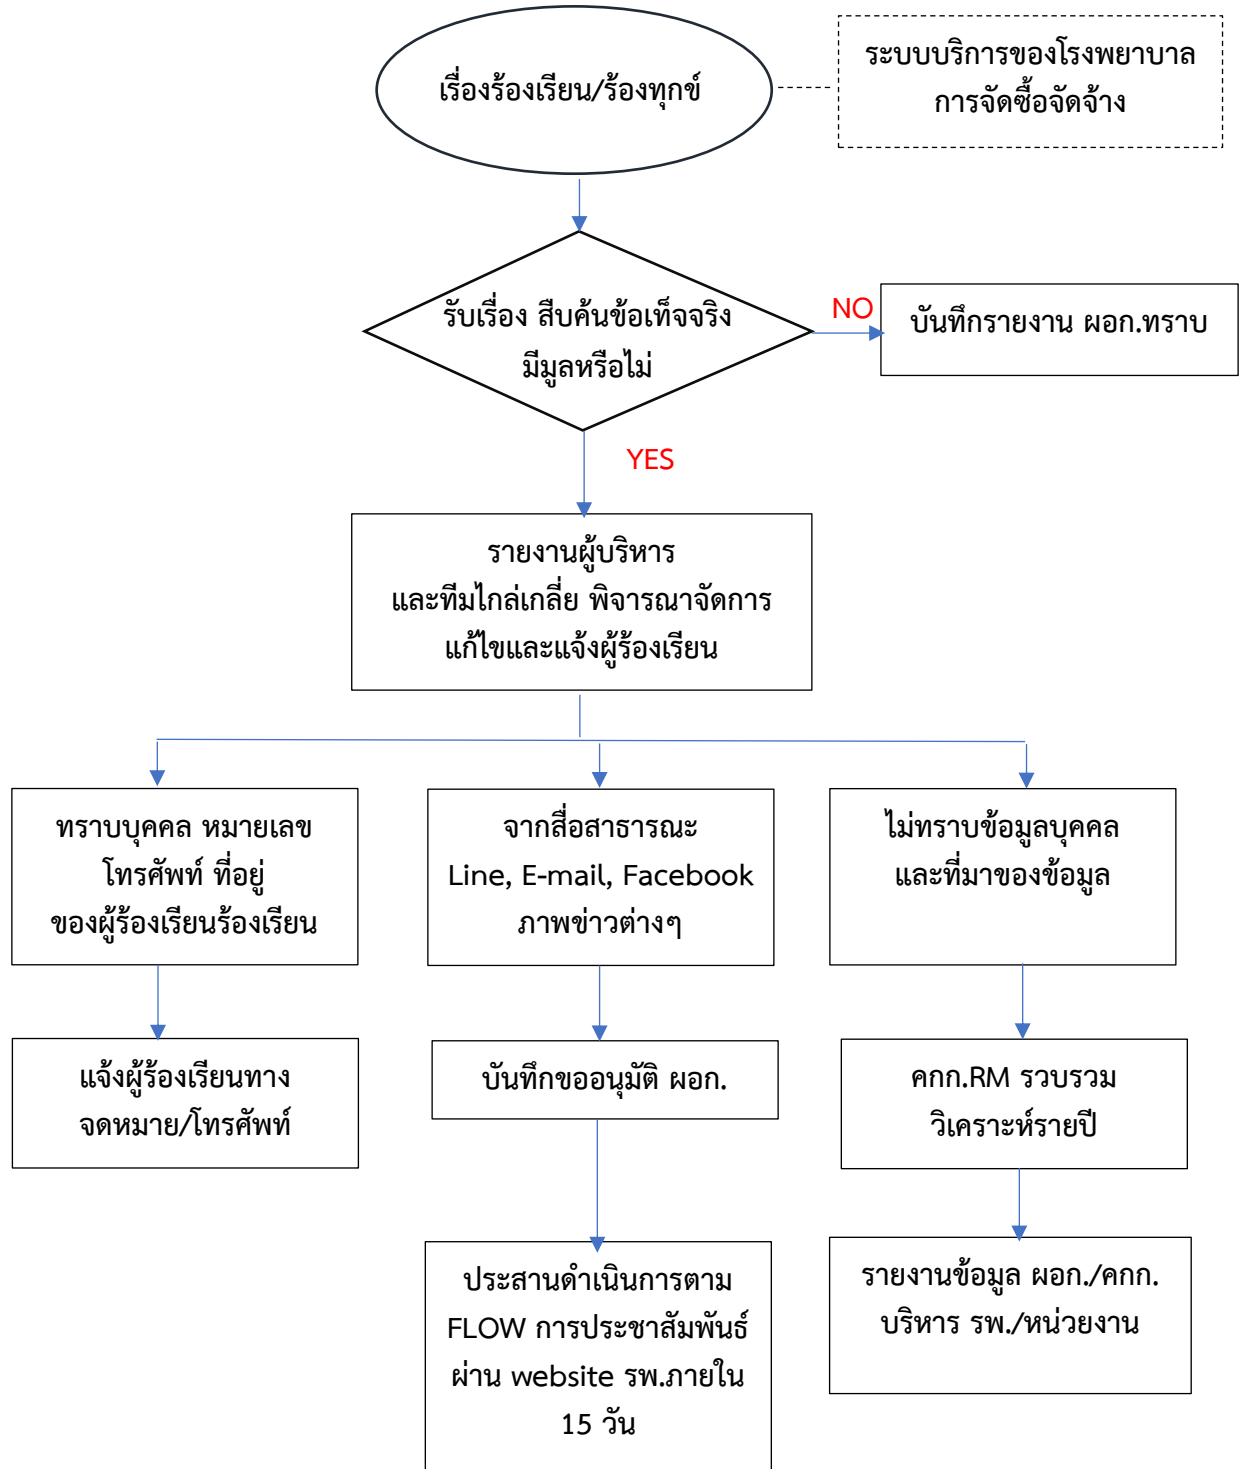 เรื่องร้องเรียน/ร้องทุกข์
ระบบบริการของโรงพยาบาล
การจัดซื้อจัดจ้าง
รับเรื่อง สืบค้นข้อเท็จจริง
มีมูลหรือไม่
NO
บันทึกรายงาน ผอก.ทราบ
YES
รายงานผู้บริหาร
และทีมไกล่เกลี่ย พิจารณาจัดการ
แก้ไขและแจ้งผู้ร้องเรียน
ทราบบุคคล หมายเลข
โทรศัพท์ ที่อยู่
ของผู้ร้องเรียนร้องเรียน
จากสื่อสาธารณะ
Line, E-mail, Facebook
ภาพข่าวต่างๆ
ไม่ทราบข้อมูลบุคคล
และที่มาของข้อมูล
แจ้งผู้ร้องเรียนทาง
จดหมาย/โทรศัพท์
บันทึกขออนุมัติ ผอก.
คกก.RM รวบรวม
วิเคราะห์รายปี
ประสานดำเนินการตาม
FLOW การประชาสัมพันธ์
ผ่าน website รพ.ภายใน
15 วัน
รายงานข้อมูล ผอก./คกก.
บริหาร รพ./หน่วยงาน